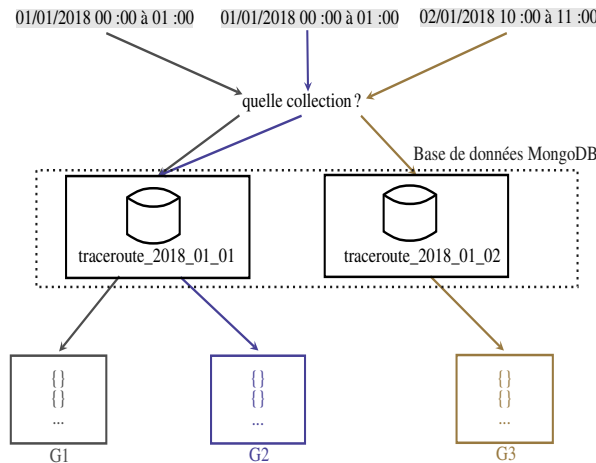 01/01/2018 00 :00 à 01 :00
01/01/2018 00 :00 à 01 :00
02/01/2018 10 :00 à 11 :00
quelle collection ?
Base de données MongoDB
traceroute_2018_01_01
traceroute_2018_01_02
{}
{}
...
{}
{}
...
{}
{}
...
G1
G2
G3